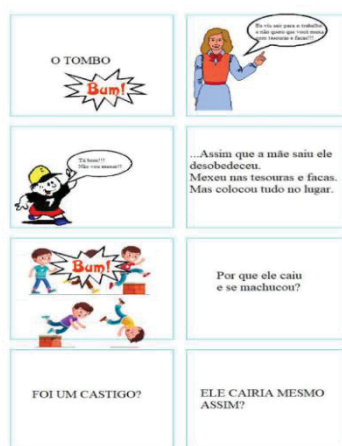 O TOMBO
Bum!
Eu vou sair para o trabalho
e não quero que você mexa
com tesouras e facas!!!
Tá bom!!!
Não vou mexer!!
...Assim que a mãe saiu ele
desobedeceu.
Mexeu nas tesouras e facas.
Mas colocou tudo no lugar.
Bum!
Por que ele caiu
e se machucou?
FOI UM CASTIGO?
ELE CAIRIA MESMO
ASSIM?